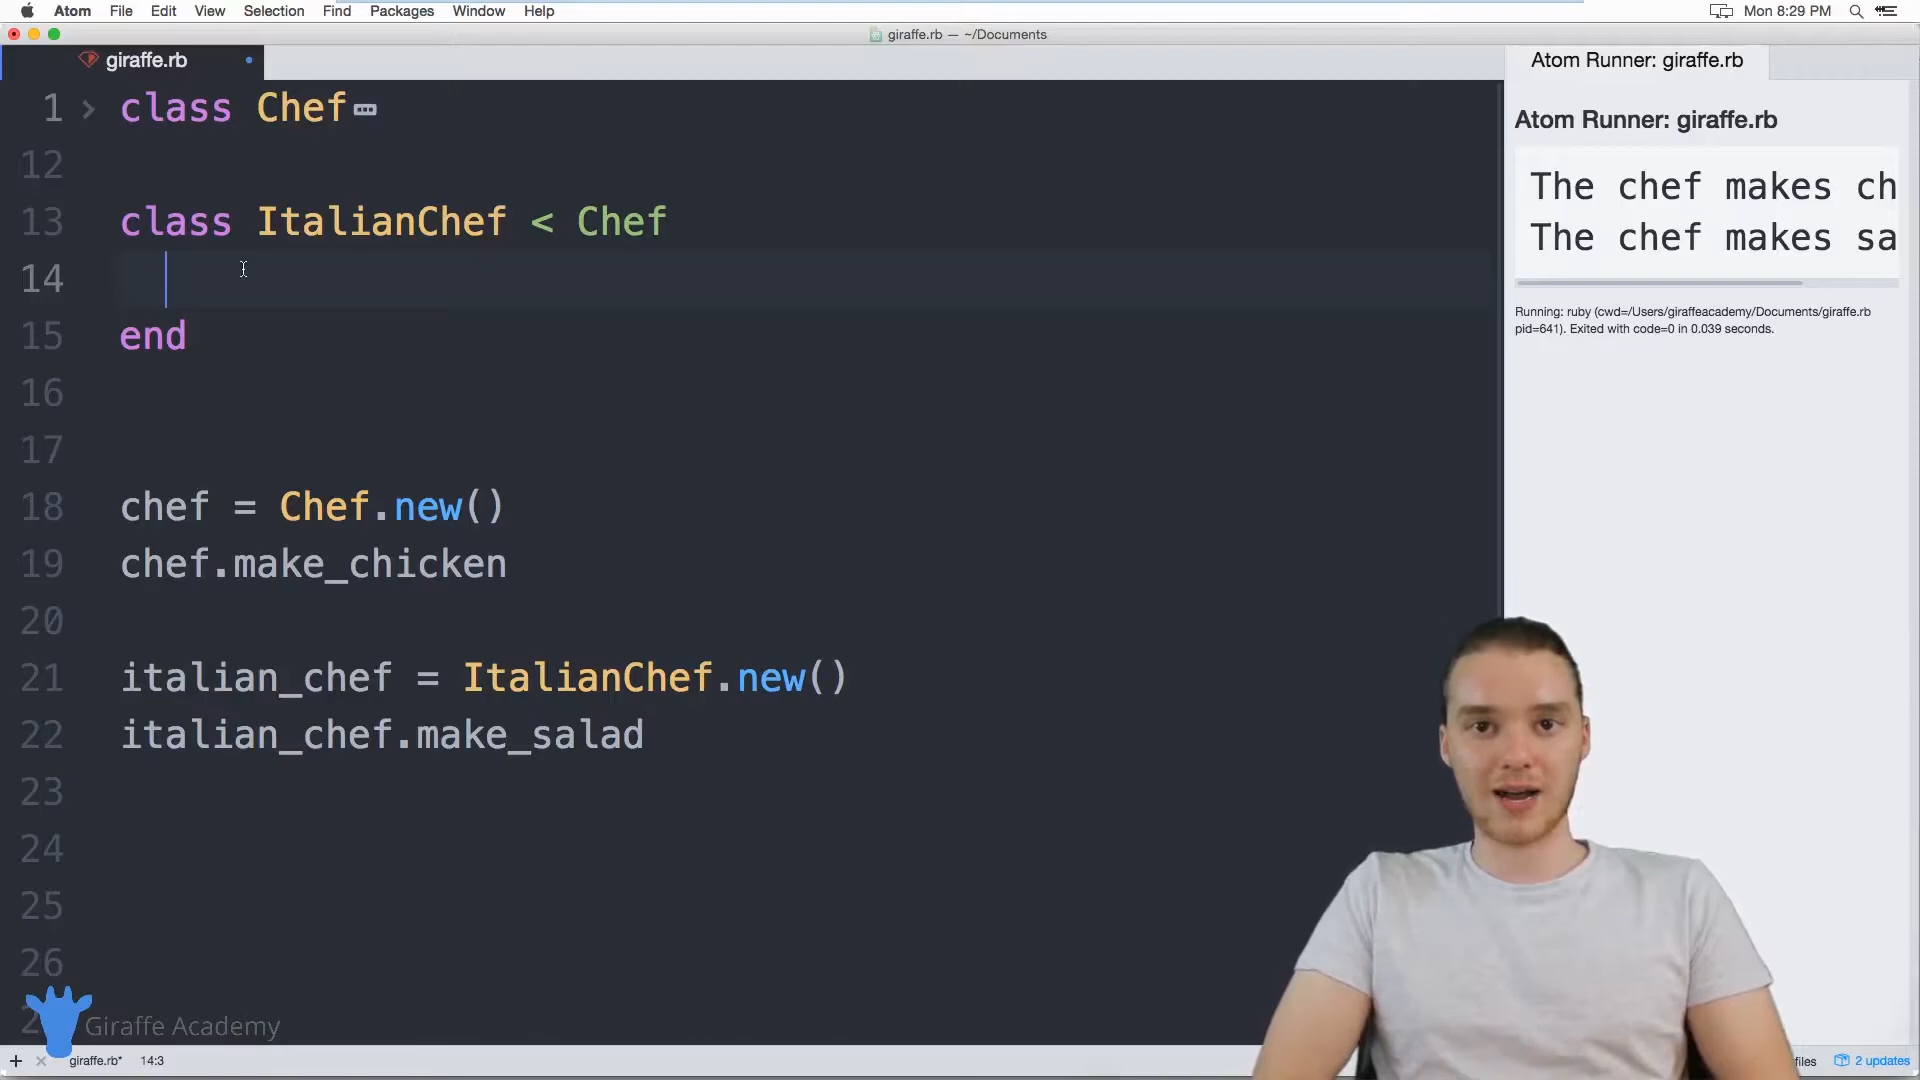 Atom File Edit View Selection Find Packages Window Help Mon 8:29 PM
giraffe.rb — ~/Documents
giraffe.rb
Atom Runner: giraffe.rb
1 class Chef
12
13 class ItalianChef < Chef
14
15 end
16
17
18 chef = Chef.new()
19 chef.make_chicken
20
21 italian_chef = ItalianChef.new()
22 italian_chef.make_salad
23
24
25
26
Atom Runner: giraffe.rb
The chef makes ch
The chef makes sa
Running: ruby (cwd=/Users/giraffeacademy/Documents/giraffe.rb
pid=641). Exited with code=0 in 0.039 seconds.
Giraffe Academy
giraffe.rb* 14:3 files 2 updates